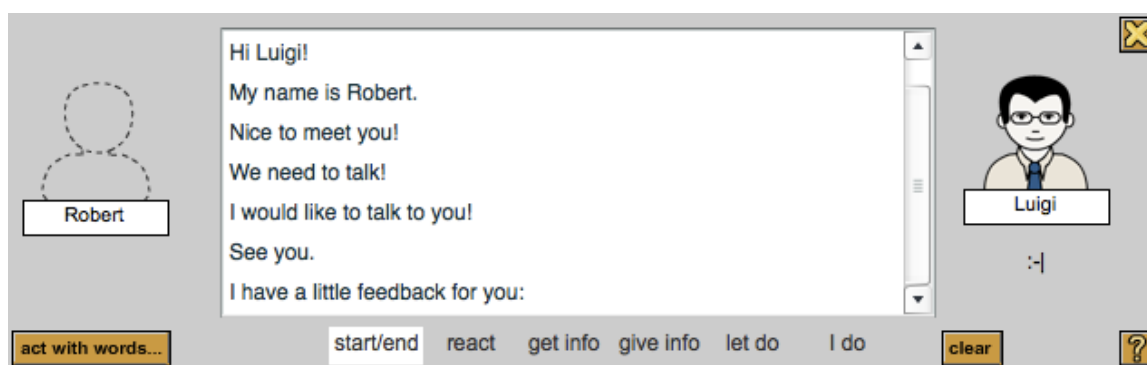 Hi Luigi!
My name is Robert.
Nice to meet you!
We need to talk!
I would like to talk to you!
See you.
I have a little feedback for you:
Robert
Luigi
:-|
act with words...
start/end react get info give info let do I do
clear
?